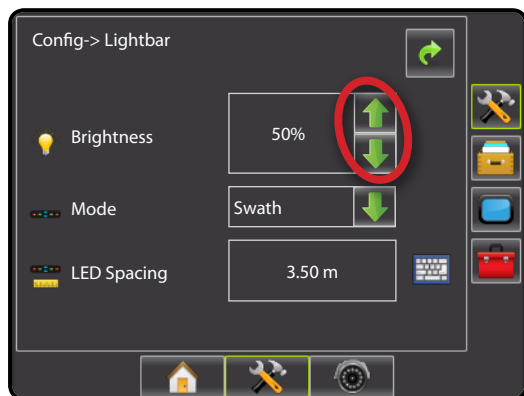 Config-> Lightbar
Brightness
50%
Mode
Swath
LED Spacing
3.50 m